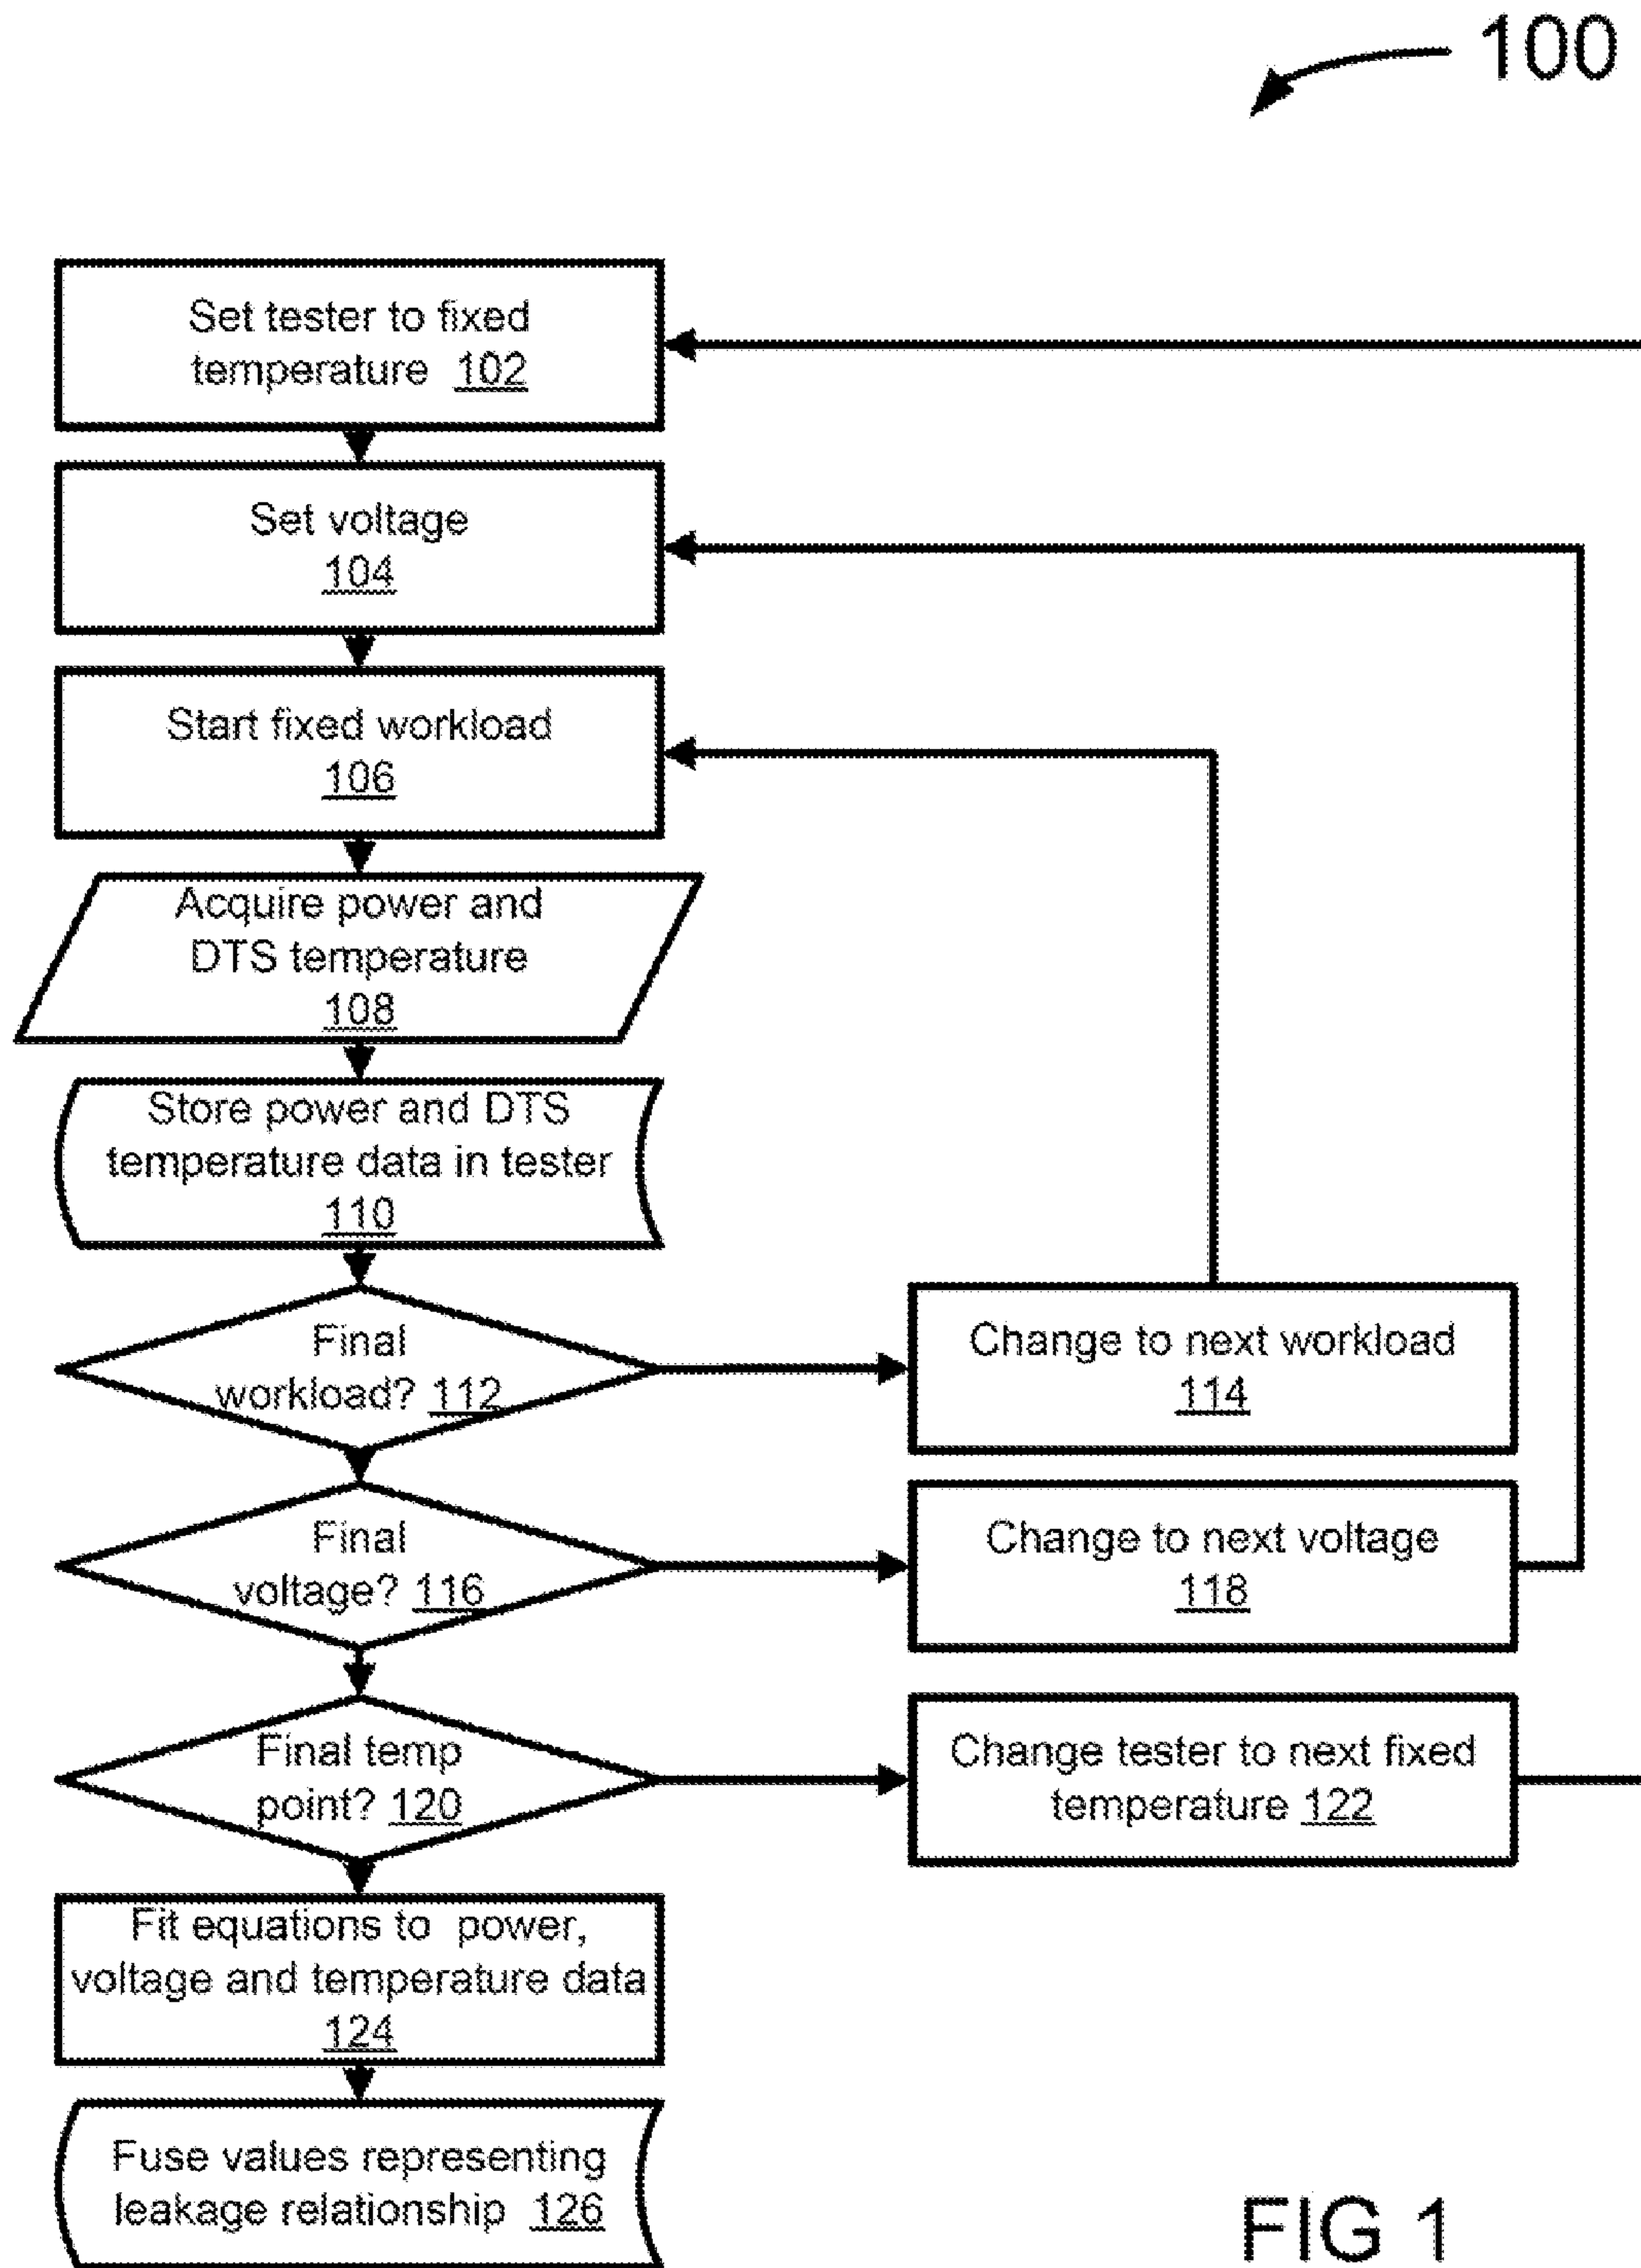 100
Set tester to fixed
temperature 102
Set voltage
104
Start fixed workload
106
Acquire power and
DTS temperature
108
Store power and DTS
temperature data in tester
110
Final
workload? 112
Change to next workload
114
Final
voltage? 116
Change to next voltage
118
Final temp
point? 120
Change tester to next fixed
temperature 122
Fit equations to power,
voltage and temperature data
124
Fuse values representing
leakage relationship 126
FIG 1